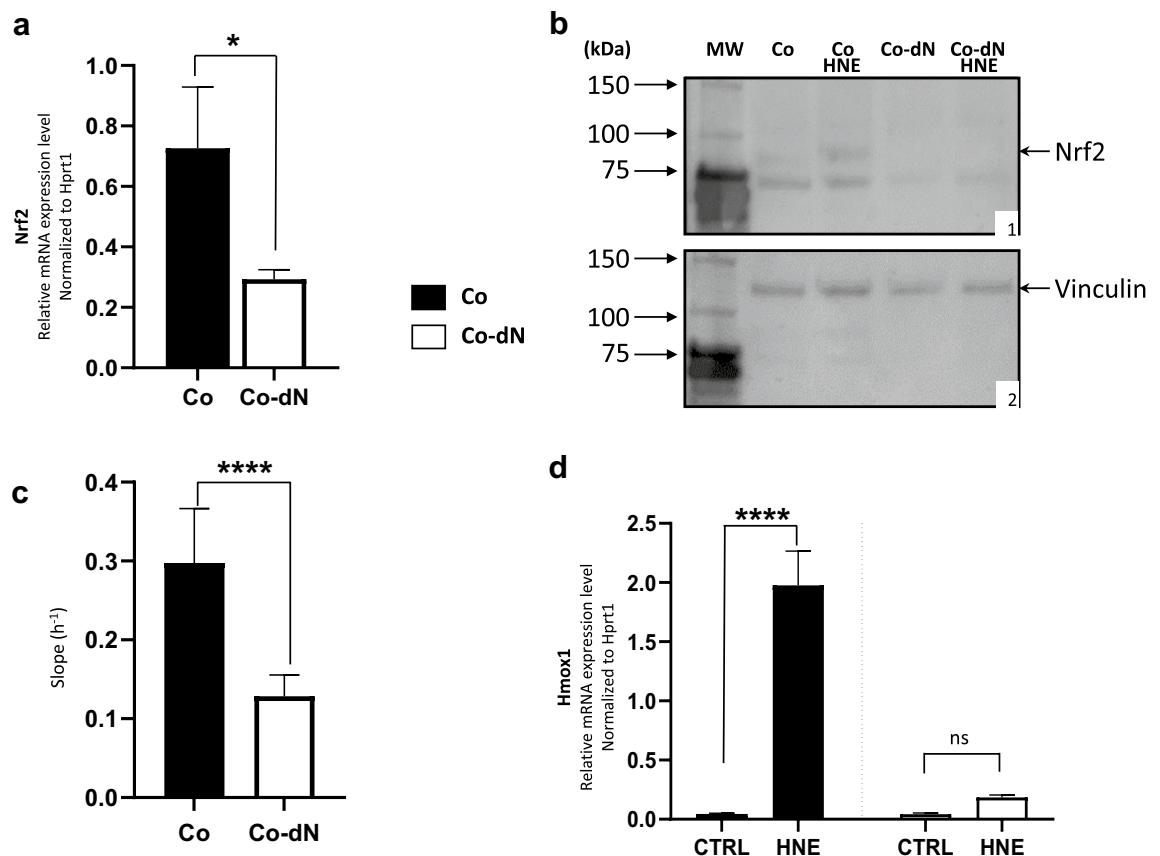 a
*
1.0
0.8
0.6
0.4
0.2
0.0
Nrf2
Relative mRNA expression level
Normalized to Hprt1
Co
Co-dN
Co
Co-dN
b
(kDa)
MW
Co
Co
HNE
Co-dN
Co-dN
HNE
150
100
75
Nrf2
1
150
100
75
Vinculin
2
c
****
0.4
0.3
0.2
0.1
0.0
Slope (h-1)
Co
Co-dN
d
****
2.5
2.0
1.5
1.0
0.5
0.0
Hmox1
Relative mRNA expression level
Normalized to Hprt1
ns
CTRL
HNE
CTRL
HNE